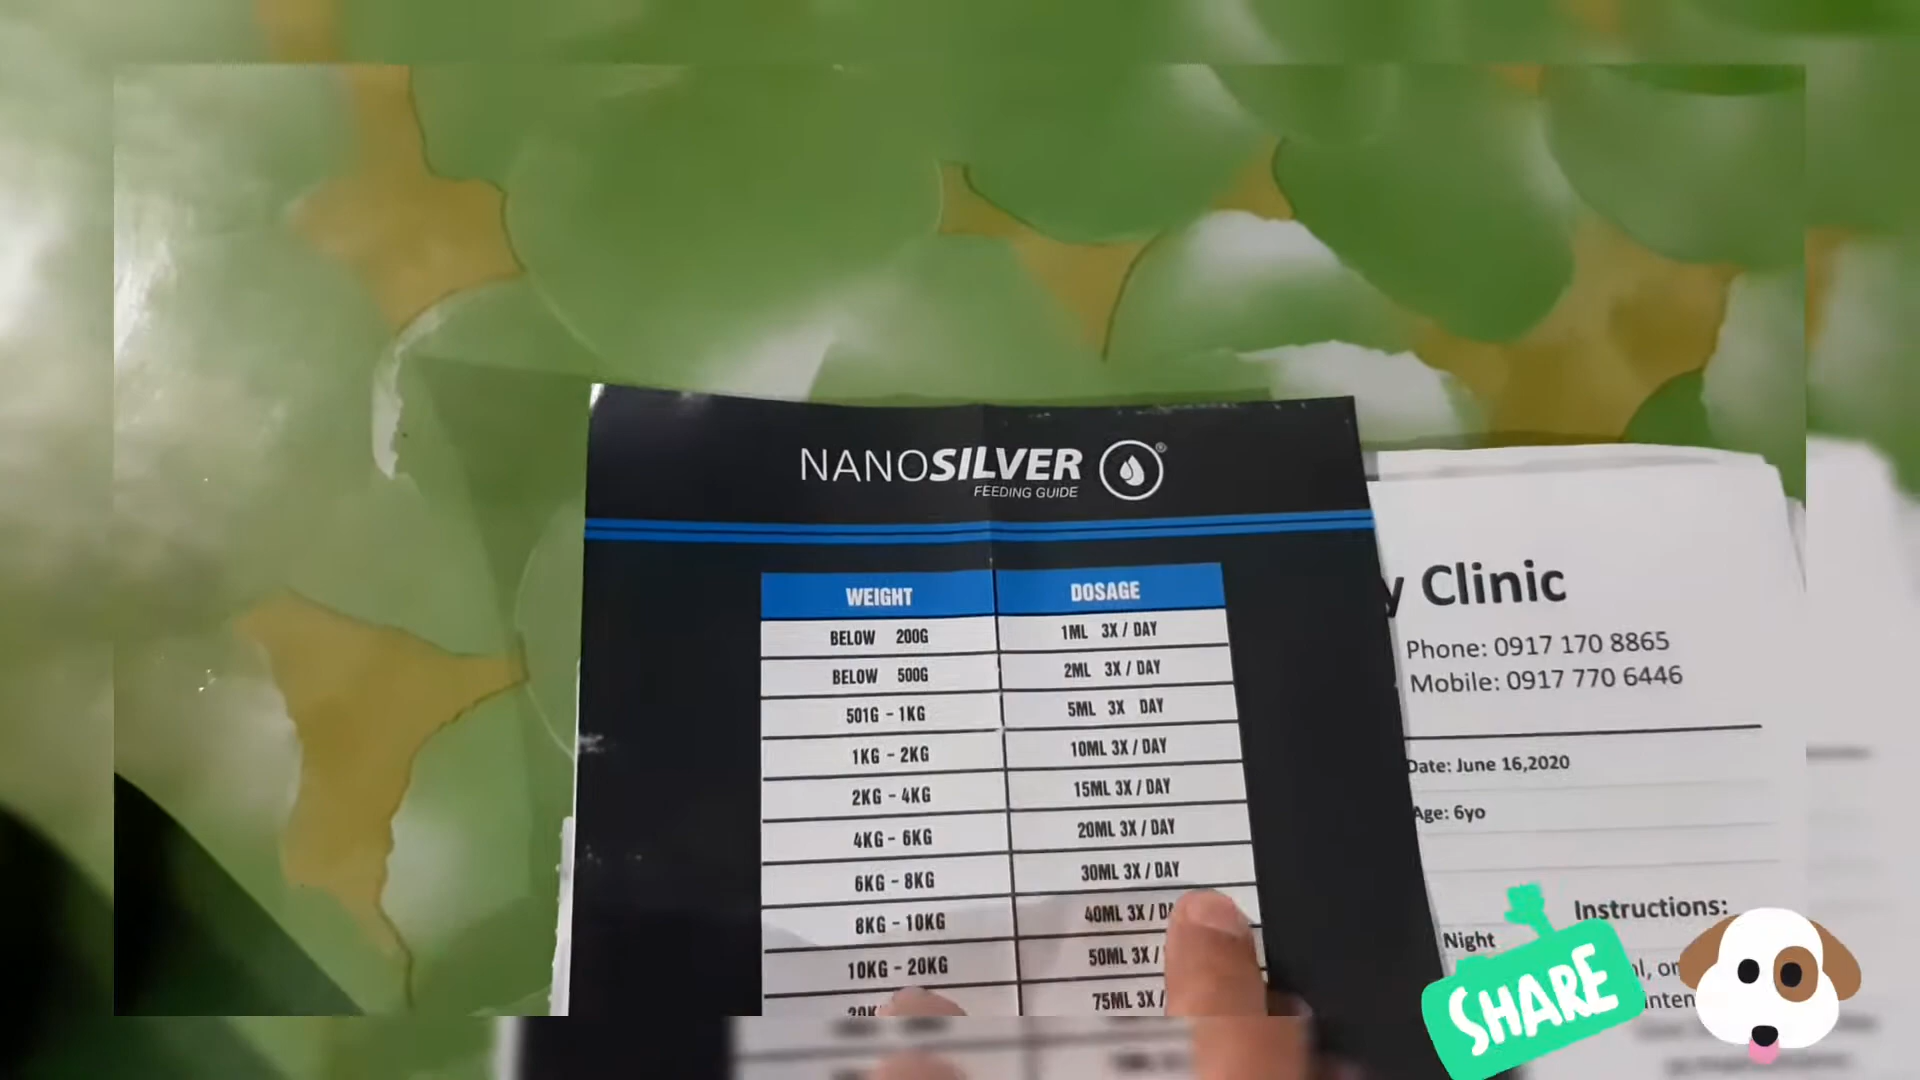 NANOSILVER
FEEDING GUIDE
WEIGHT DOSAGE
BELOW 200G 1ML 3X / DAY
BELOW 500G 2ML 3X / DAY
501G - 1KG 5ML 3X DAY
1KG - 2KG 10ML 3X / DAY
2KG - 4KG 15ML 3X / DAY
4KG - 6KG 20ML 3X / DAY
6KG - 8KG 30ML 3X / DAY
8KG - 10KG 40ML 3X /
10KG - 20KG 50ML 3X /
75ML 3X /
Clinic
Phone: 0917 170 8865
Mobile: 0917 770 6446
Date: June 16,2020
Age: 6yo
Instructions:
Night
SHARE